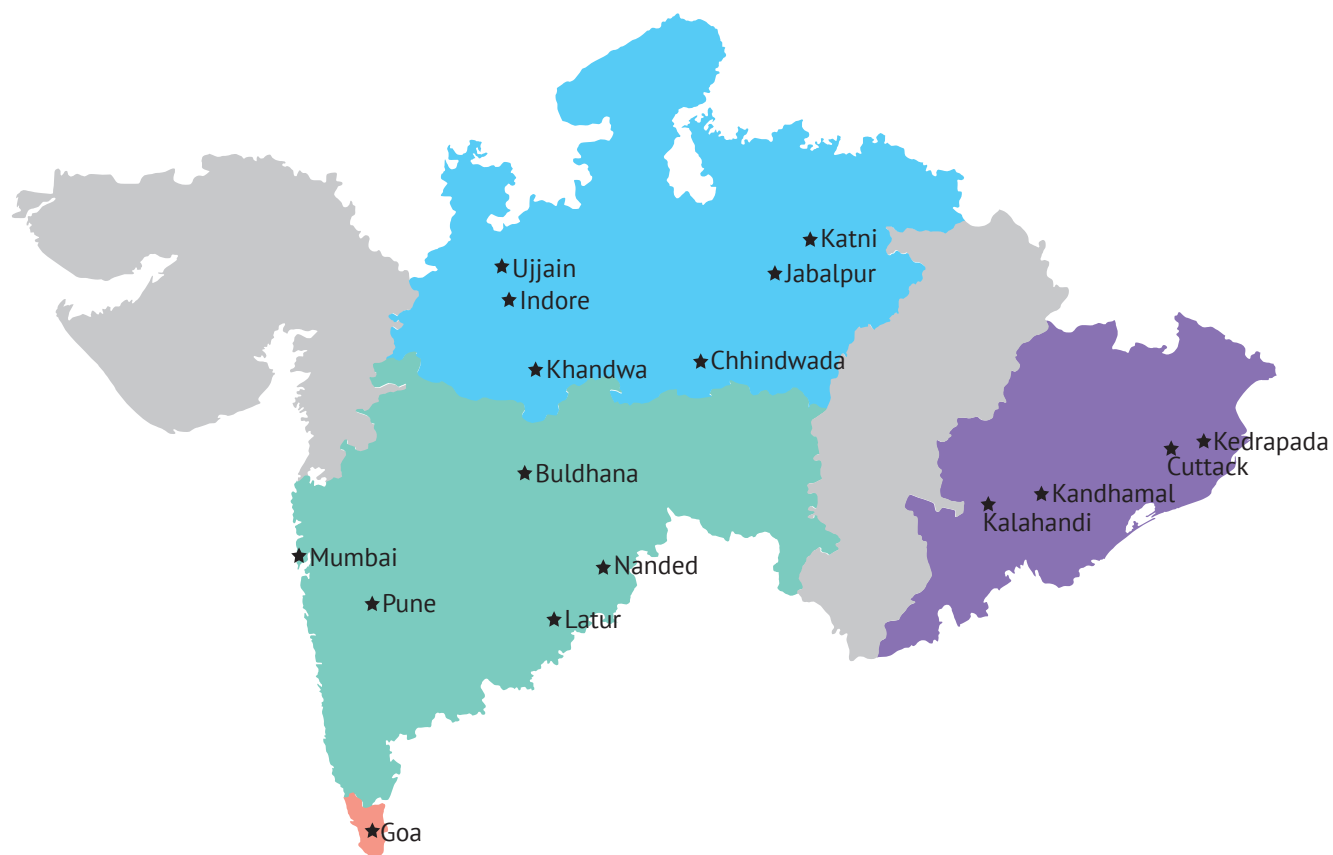 Katni
Ujjain
Jabalpur
Indore
Chhindwada
Khandwa
Kedrapada
Cuttack
Buldhana
Kandhamal
Kalahandi
Mumbai
Nanded
Pune
Latur
Goa